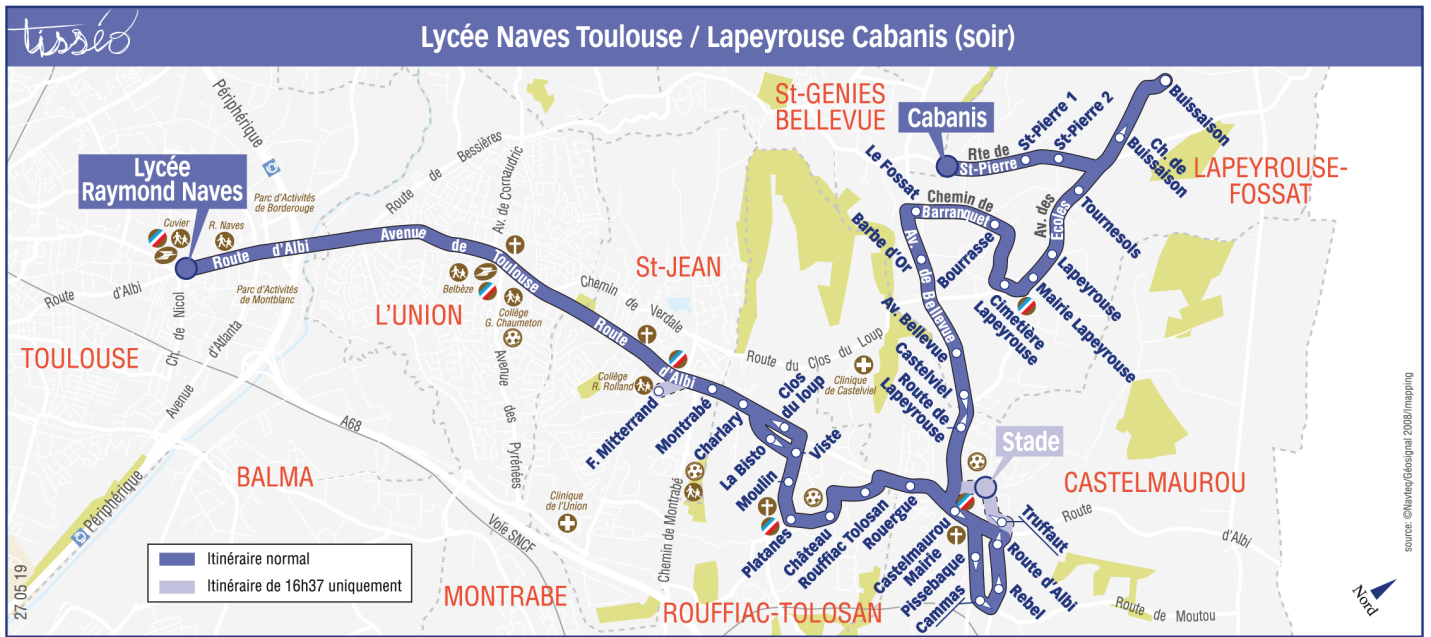 tisséo
Lycée Naves Toulouse / Lapeyrouse Cabanis (soir)
Périphérique
St-GENIES
BELLEVUE
Cabanis
Rte de
St-Pierre
St-Pierre 1
St-Pierre 2
Buissaison
Ch. de
Buissaison
LAPEYROUSE-
FOSSAT
Lycée
Raymond Naves
Parc d'Activités
de Borderouge
Cuvier
R. Naves
Route d'Albi
Avenue de Toulouse
Route de Bessières
Av. de Cornaudric
Le Fossat
Chemin de
Barranquet
Av. des
Ecoles
Tournesols
Barbe d'Or
Bourrasse
Av. de Bellevue
Lapeyrouse
Mairie Lapeyrouse
Cimetière
Lapeyrouse
St-JEAN
Route d'Albi
Ch. de Nicol
Parc d'Activités
de Montblanc
Belbèze
L'UNION
Collège
G. Chaumeton
Chemin de Verdale
Route d'Albi
Route du Clos du Loup
Av. Bellevue
Castelviel
Route de
Lapeyrouse
Clinique
de Castelviel
TOULOUSE
Avenue d'Atlanta
Avenue des Pyrénées
Collège
R. Rolland
F. Mitterrand
Montrabé
Charlary
Clos
du loup
La Bisto
Viste
Moulin
Stade
A68
BALMA
Périphérique
Voie SNCF
Clinique
de l'Union
Chemin de Montrabé
Platanes
Château
Rouffiac Tolosan
Rouergue
Castelmaurou
Mairie
Pissebaque
Cammas
Rebel
Route d'Albi
Truffaut
CASTELMAUROU
Route d'Albi
Route de Moutou
Itinéraire normal
Itinéraire de 16h37 uniquement
MONTRABE
ROUFFIAC-TOLOSAN
27 05 19
source: ©Navteq/Géosignal 2008/Imapping
Nord